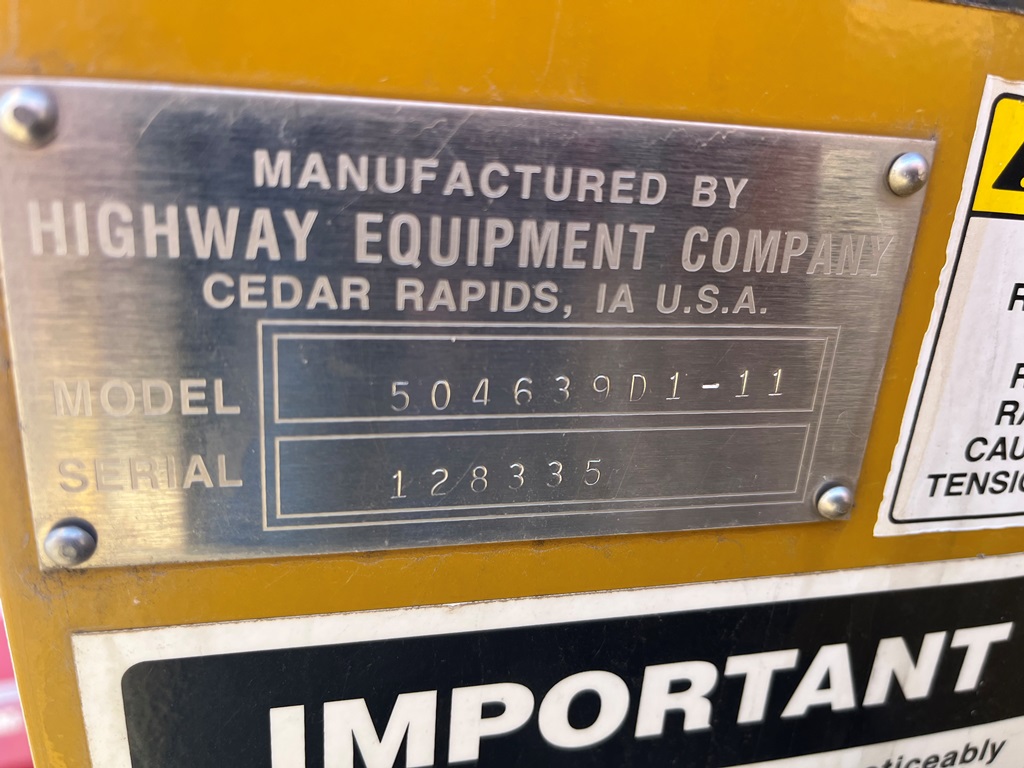 MANUFACTURED BY
HIGHWAY EQUIPMENT COMPANY
CEDAR RAPIDS, IA U.S.A.
MODEL 504639D1-11
SERIAL 128335
IMPORTANT